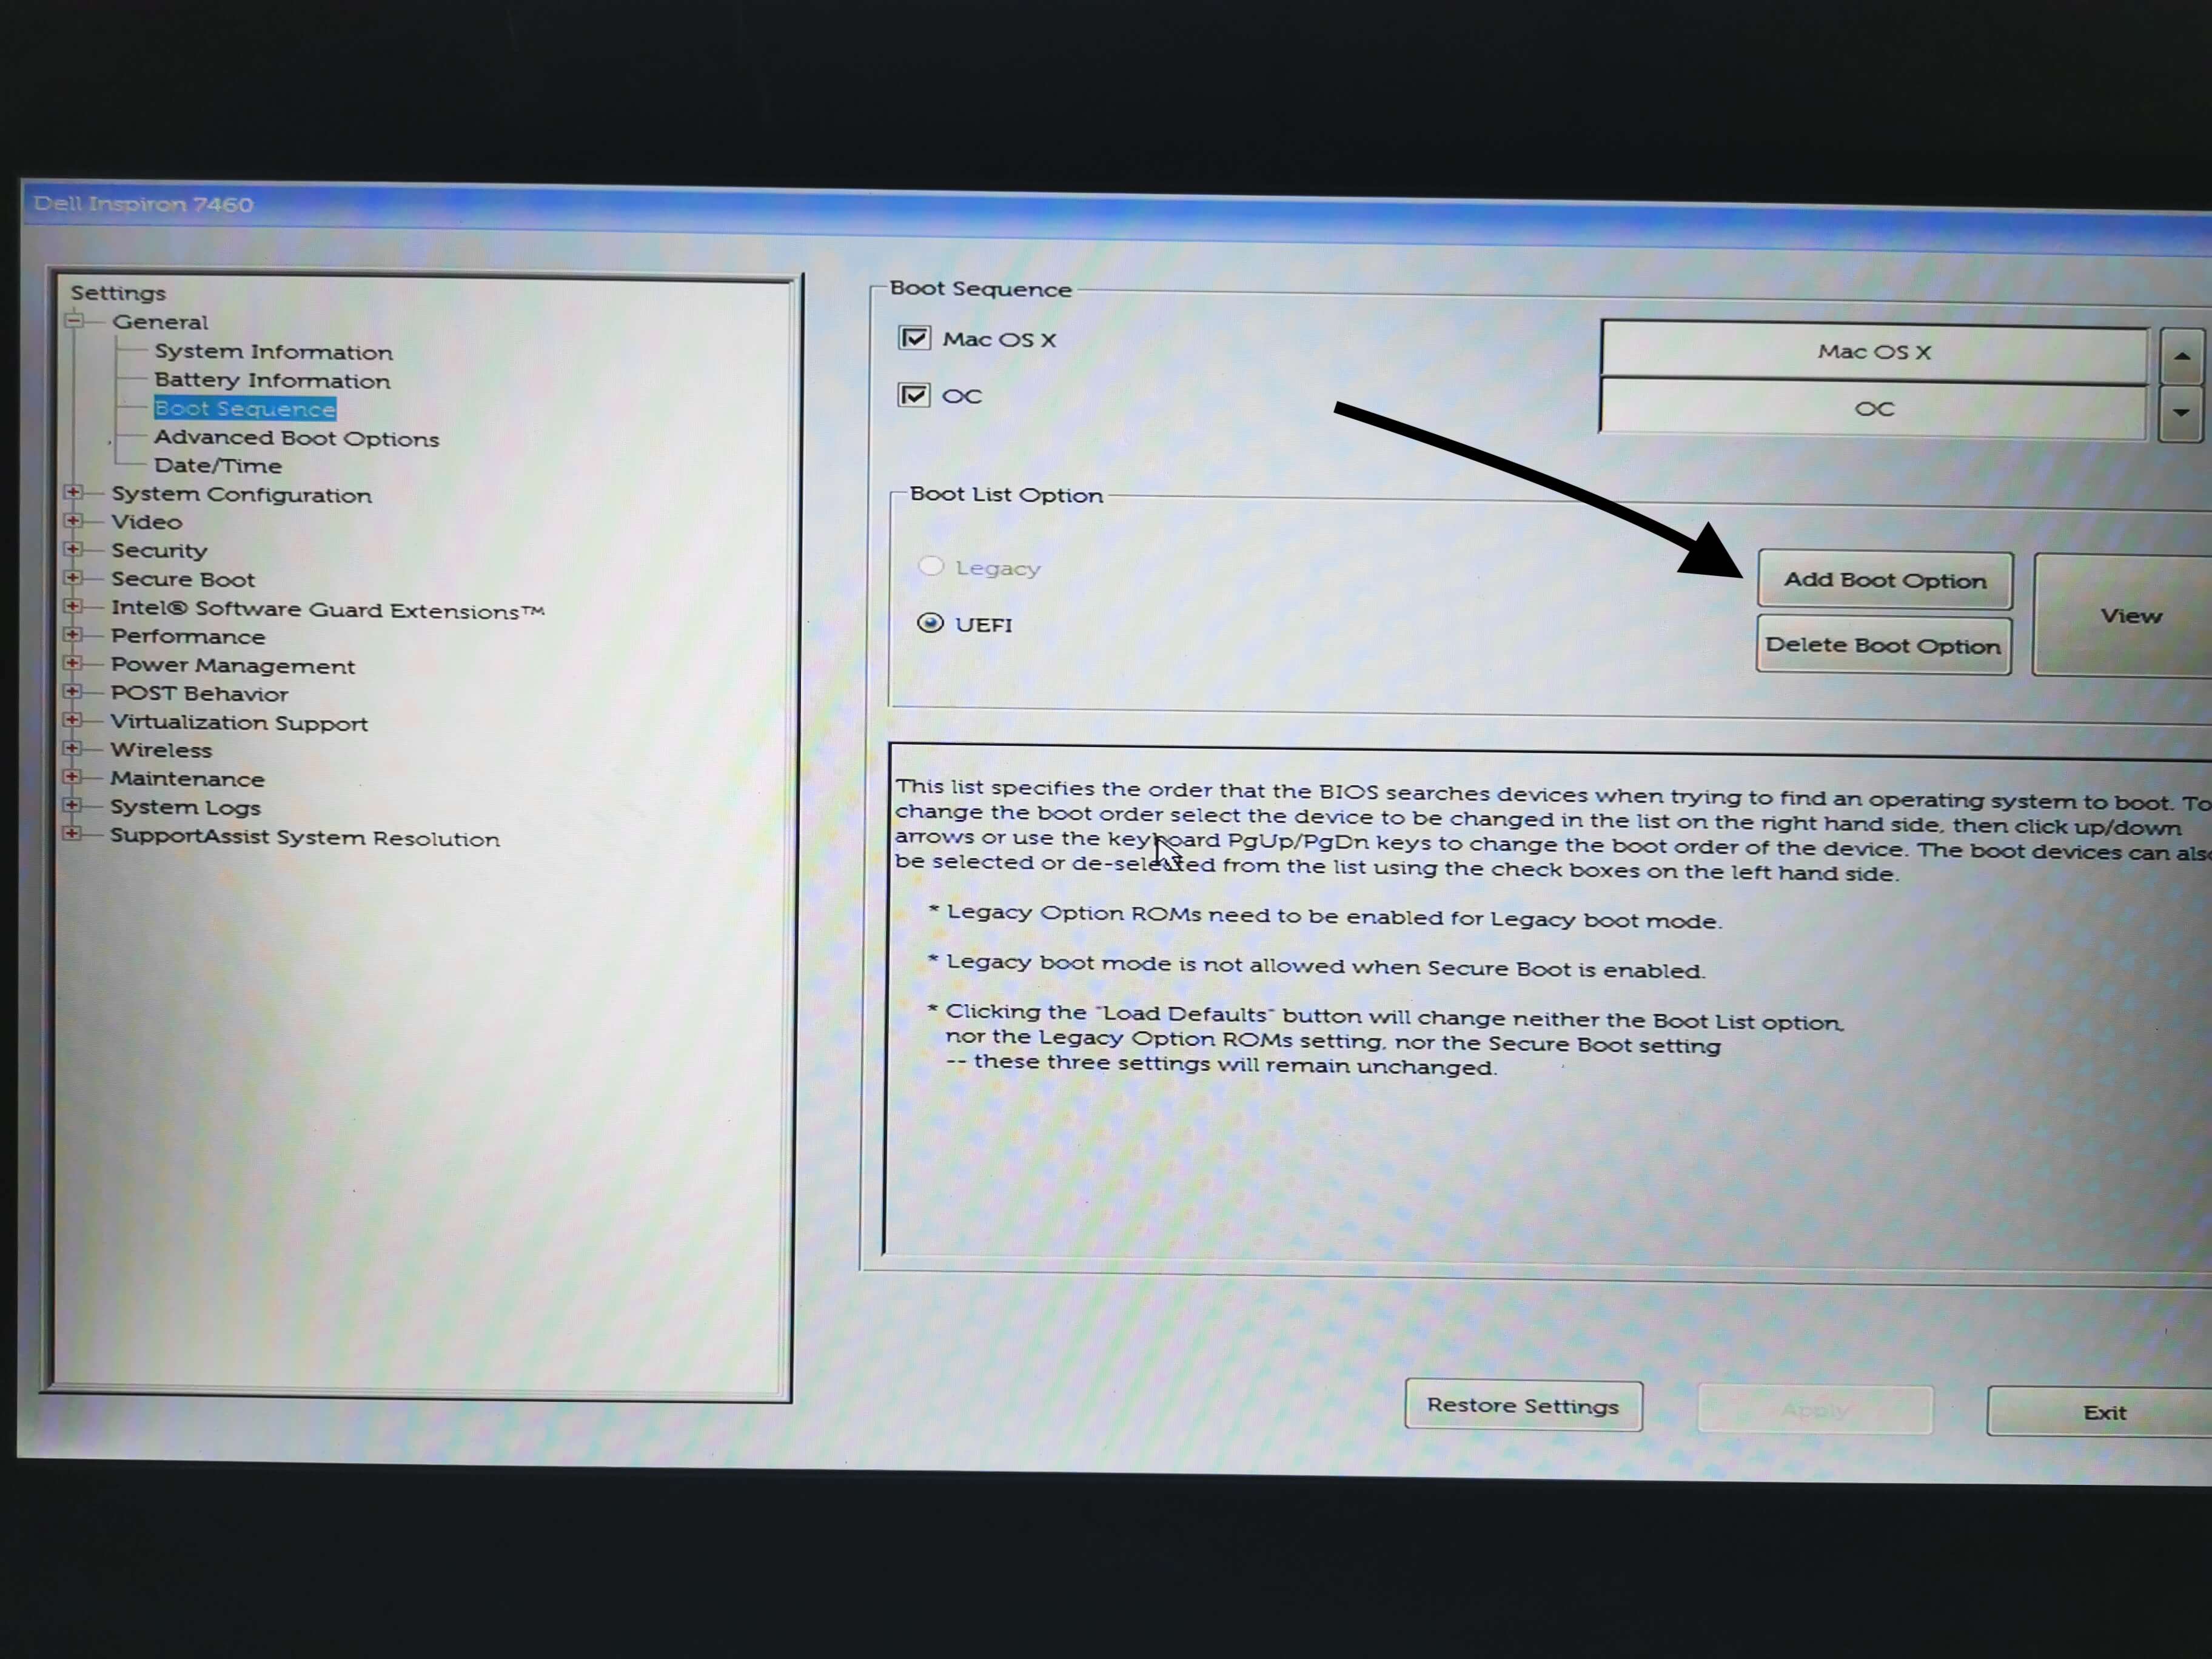 Dell Inspiron 7460
Settings
General
System Information
Battery Information
Boot Sequence
Advanced Boot Options
Date/Time
System Configuration
Video
Security
Secure Boot
Intel® Software Guard Extensions™
Performance
Power Management
POST Behavior
Virtualization Support
Wireless
Maintenance
System Logs
SupportAssist System Resolution
Boot Sequence
Mac OS X
OC
Mac OS X
OC
Boot List Option
Legacy
UEFI
Add Boot Option
Delete Boot Option
View
This list specifies the order that the BIOS searches devices when trying to find an operating system to boot. To
change the boot order select the device to be changed in the list on the right hand side, then click up/down
arrows or use the keyboard PgUp/PgDn keys to change the boot order of the device. The boot devices can also
be selected or de-selected from the list using the check boxes on the left hand side.
* Legacy Option ROMs need to be enabled for Legacy boot mode.
* Legacy boot mode is not allowed when Secure Boot is enabled.
* Clicking the "Load Defaults" button will change neither the Boot List option,
nor the Legacy Option ROMs setting, nor the Secure Boot setting
-- these three settings will remain unchanged.
Restore Settings
Apply
Exit